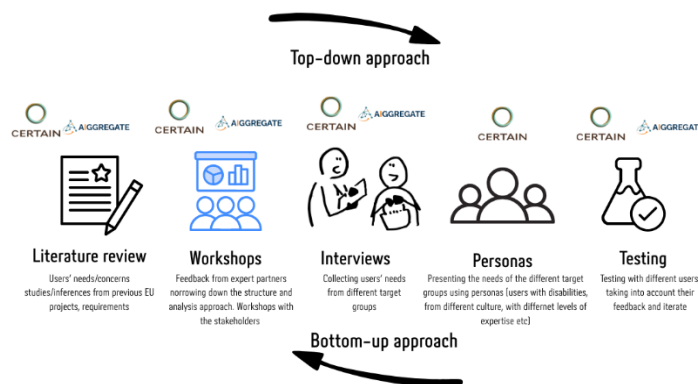 Top-down approach
CERTAIN AIGGREGATE
CERTAIN AIGGREGATE
CERTAIN AIGGREGATE
CERTAIN
CERTAIN AIGGREGAT
Literature review
Users' needs/concerns
studies/inferences from previous EU
projects, requirements
Workshops
Feedback from expert partners
norrowing down the structure and
analysis approach. Workshops with
the stakeholders
Interviews
Collecting users' needs
from different target
groups
Personas
Presenting the needs of the different target
groups using personas (users with disabilities,
from different culture, with differnet levels of
expertise etc)
Testing
Testing with different users
taking into account their
feedback and iterate
Bottom-up approach